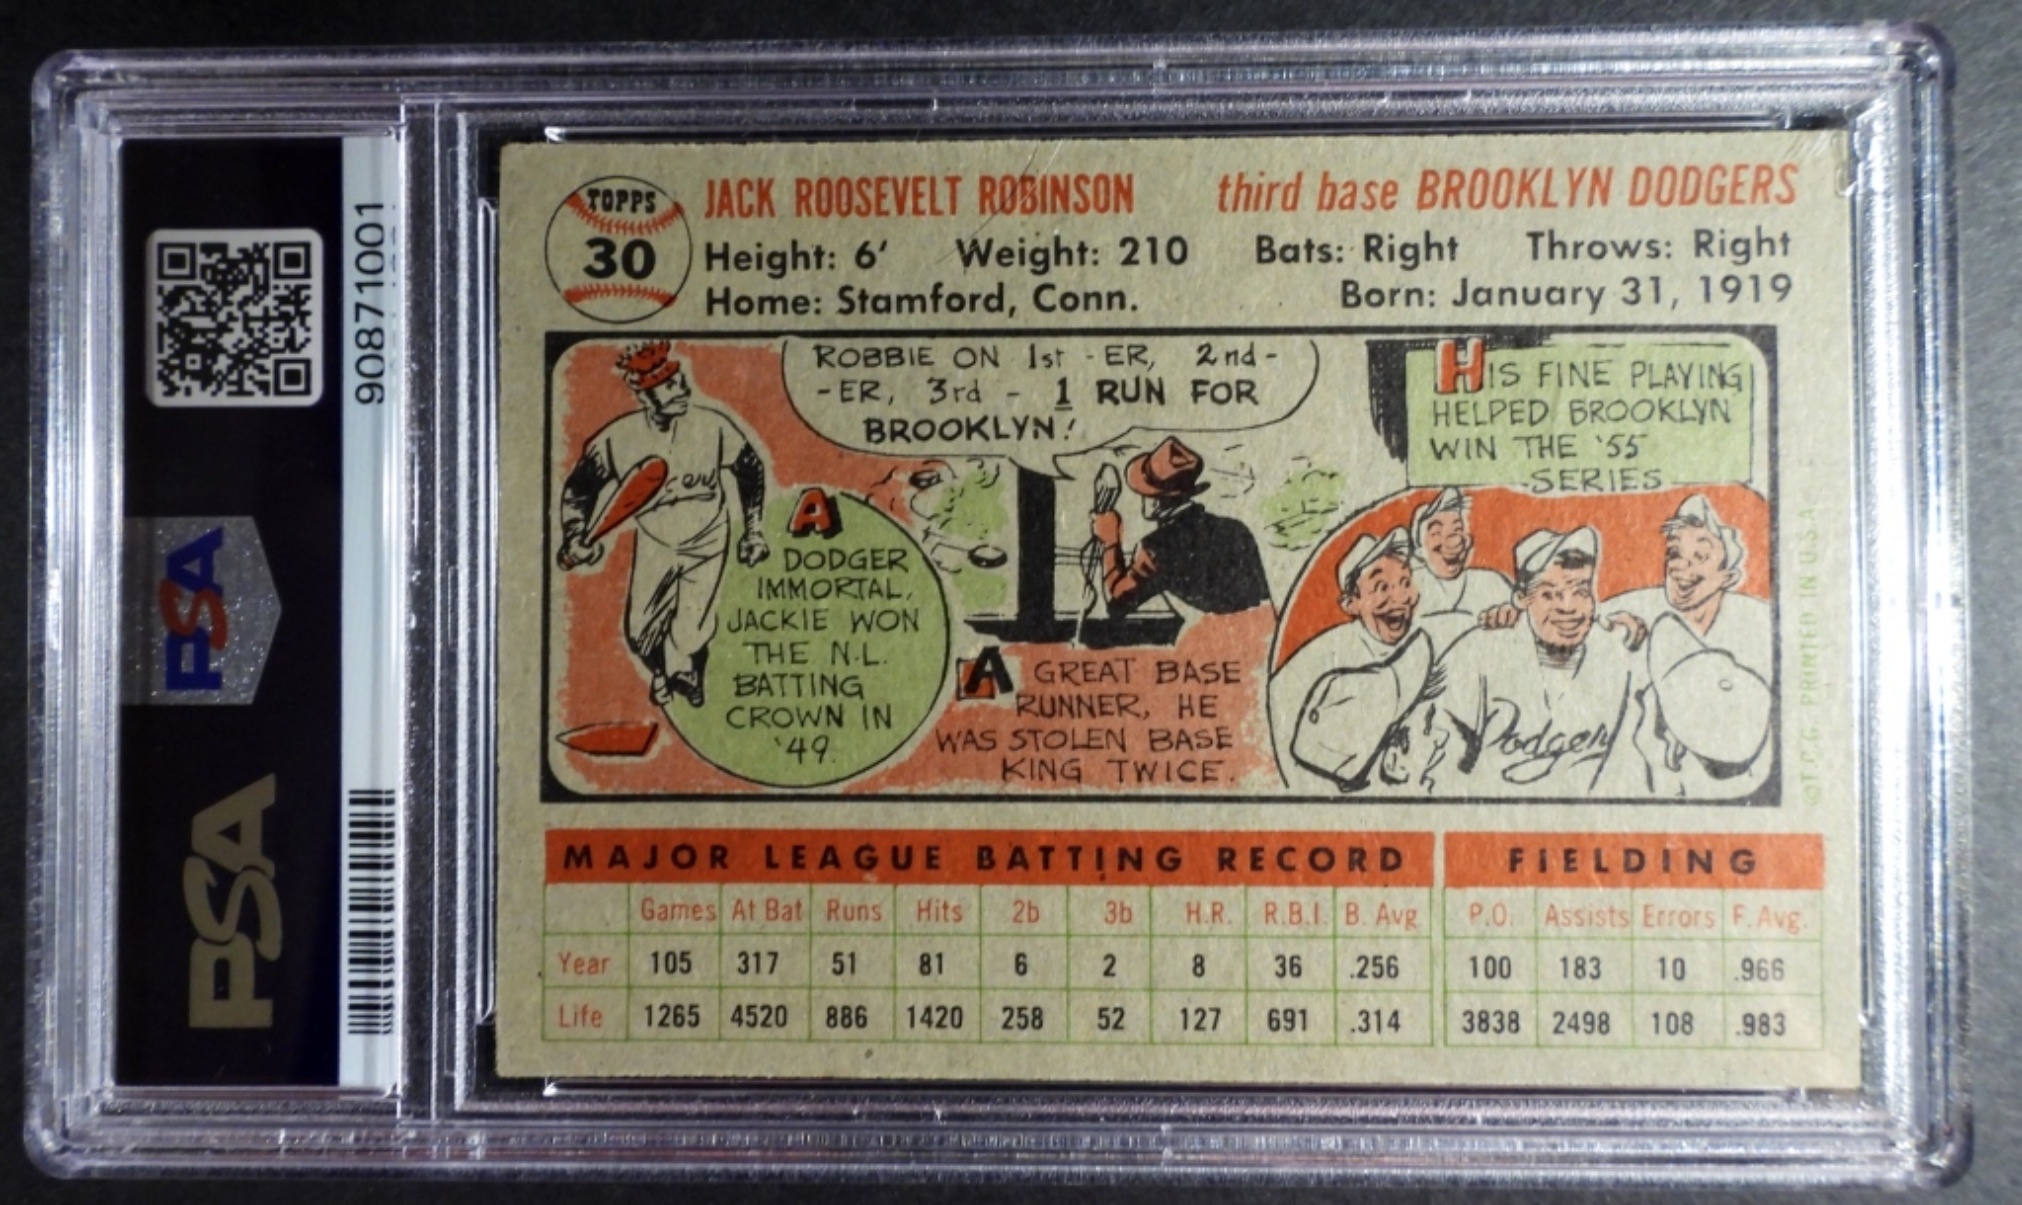 90871001
PSA
PSA
TOPPS
30
JACK ROOSEVELT ROBINSON third base BROOKLYN DODGERS
Height: 6' Weight: 210 Bats: Right Throws: Right
Home: Stamford, Conn. Born: January 31, 1919
ROBBIE ON 1st -ER, 2nd-
-ER, 3rd - 1 RUN FOR
BROOKLYN!
HIS FINE PLAYING
HELPED BROOKLYN
WIN THE '55
SERIES
A
DODGER
IMMORTAL,
JACKIE WON
THE N.L.
BATTING
CROWN IN
'49.
A GREAT BASE
RUNNER, HE
WAS STOLEN BASE
KING TWICE.
Dodgers
©T.C.G. PRINTED IN U.S.A.
MAJOR LEAGUE BATTING RECORD FIELDING
Games At Bat Runs Hits 2b 3b H.R. R.B.I. B. Avg P.O. Assists Errors F. Avg.
Year 105 317 51 81 6 2 8 36 .256 100 183 10 .966
Life 1265 4520 886 1420 258 52 127 691 .314 3838 2498 108 .983